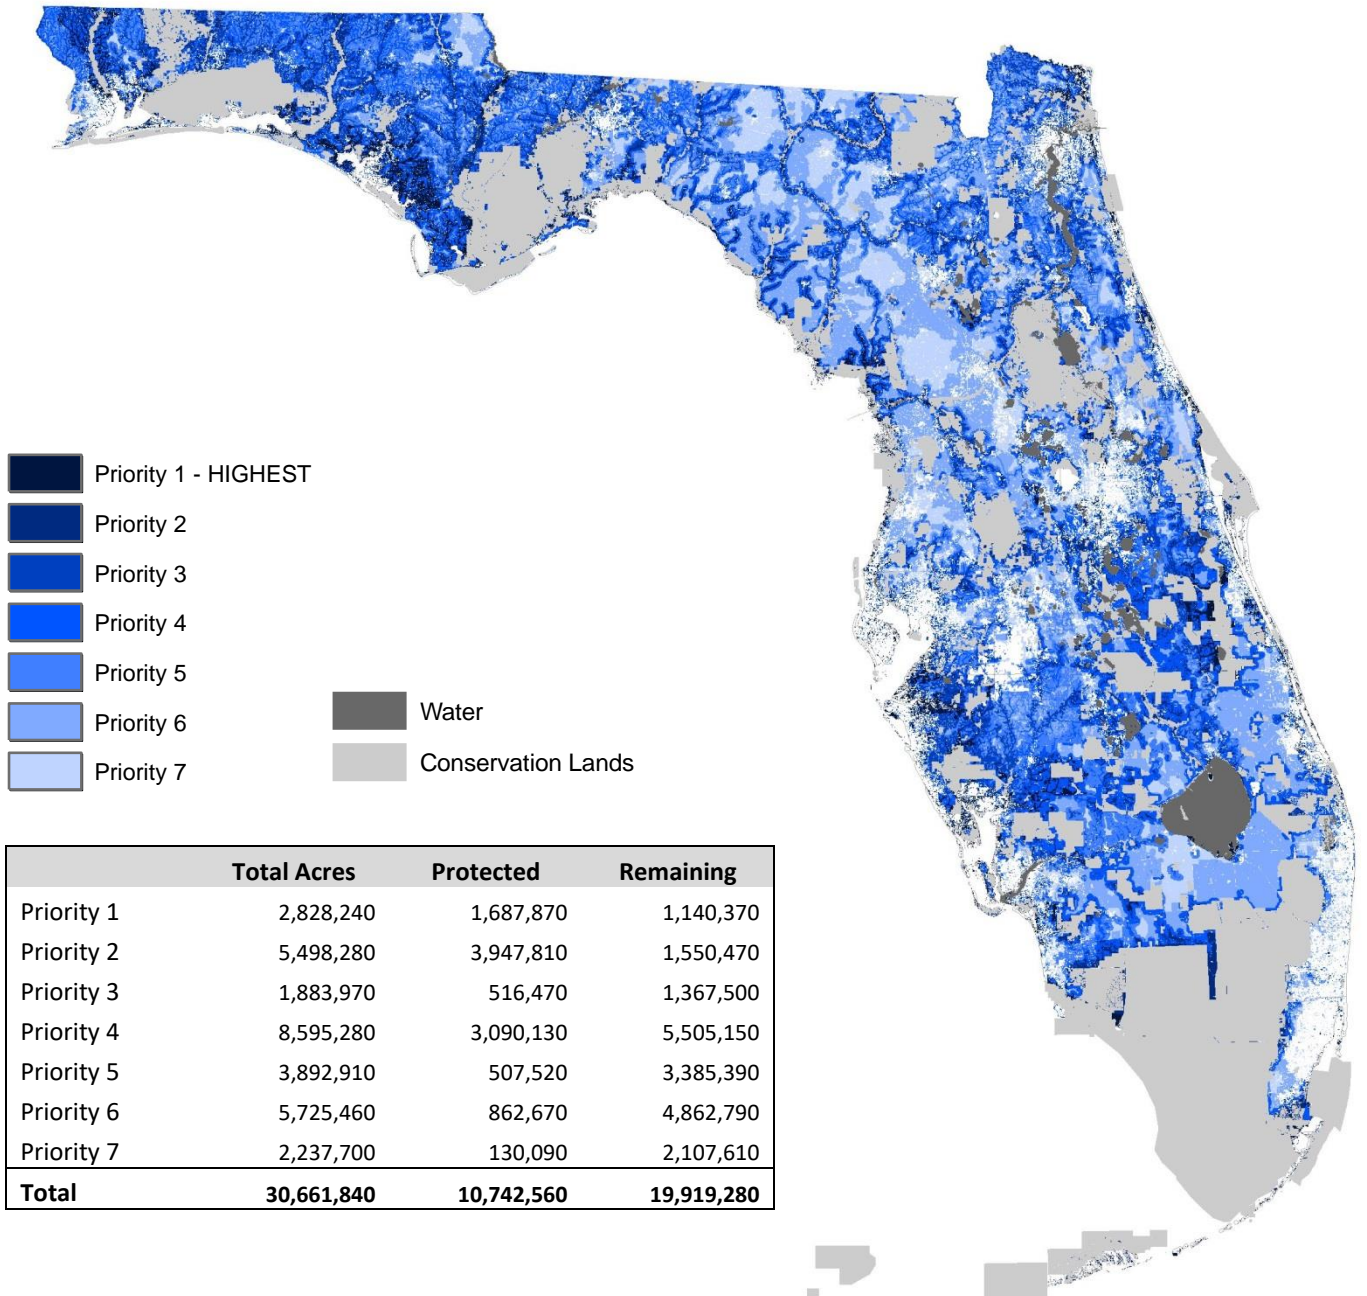 Priority 1 - HIGHEST
Priority 2
Priority 3
Priority 4
Priority 5
Priority 6
Priority 7
Water
Conservation Lands
Total Acres Protected Remaining
Priority 1 2,828,240 1,687,870 1,140,370
Priority 2 5,498,280 3,947,810 1,550,470
Priority 3 1,883,970 516,470 1,367,500
Priority 4 8,595,280 3,090,130 5,505,150
Priority 5 3,892,910 507,520 3,385,390
Priority 6 5,725,460 862,670 4,862,790
Priority 7 2,237,700 130,090 2,107,610
Total 30,661,840 10,742,560 19,919,280